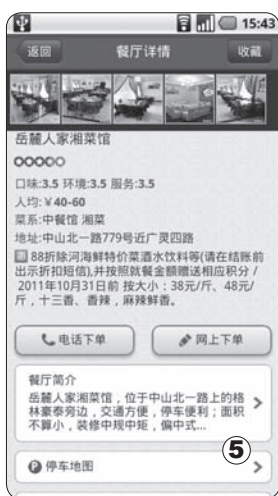 15:43
返回 餐厅详情 收藏
岳麓人家湘菜馆
口味:3.5 环境:3.5 服务:3.5
人均:￥40-60
菜系:中餐馆 湘菜
地址:中山北一路779号近广灵四路
88折除河海鲜特价菜酒水饮料等(请在结账前
出示折扣短信),并按照就餐金额赠送相应积分 /
2011年10月31日前 按大小：38元/斤、48元/
斤，十三香、香辣，麻辣鲜香。
电话下单 网上下单
餐厅简介
岳麓人家湘菜馆，位于中山北一路上的格
林豪泰旁边，交通方便，停车便利；面积
不算小，装修中规中矩，偏中式...
⑤
P 停车地图